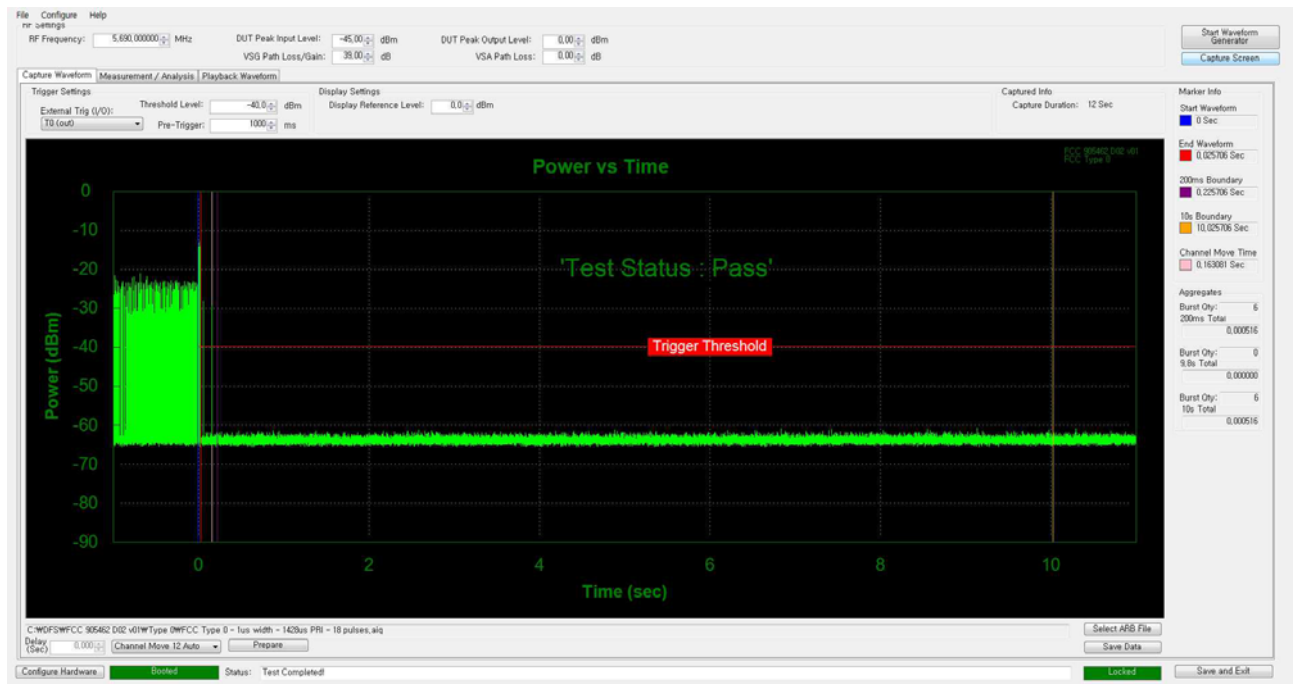 File Configure Help
RF Settings
RF Frequency: 5,690,000000 MHz DUT Peak Input Level: -45,00 dBm DUT Peak Output Level: 0,00 dBm
VSG Path Loss/Gain: 39,00 dB VSA Path Loss: 0,00 dB
Start Waveform Generator
Capture Screen
Capture Waveform Measurement / Analysis Playback Waveform
Trigger Settings
External Trig (I/O): Threshold Level: -40,0 dBm
T0 (out) Pre-Trigger: 1000 ms
Display Settings
Display Reference Level: 0,0 dBm
Captured Info
Capture Duration: 12 Sec
Marker Info
Start Waveform
0 Sec
End Waveform
0,025706 Sec
200ms Boundary
0,225706 Sec
10s Boundary
10,025706 Sec
Channel Move Time
0,163081 Sec
Aggregates
Burst Qty: 6
200ms Total
0,000516
Burst Qty: 0
9,8s Total
0,000000
Burst Qty: 6
10s Total
0,000516
FCC 905462 D02 v01
FCC Type 0
Power vs Time
'Test Status : Pass'
Trigger Threshold
Power (dBm)
0
-10
-20
-30
-40
-50
-60
-70
-80
-90
0 2 4 6 8 10
Time (sec)
C:₩DFS₩FCC 905462 D02 v01₩Type 0₩FCC Type 0 - 1us width - 1428us PRI - 18 pulses,aiq
Select ARB File
Delay (Sec) 0,000 Channel Move 12 Auto Prepare
Save Data
Configure Hardware Booted Status: Test Completed! Locked Save and Exit